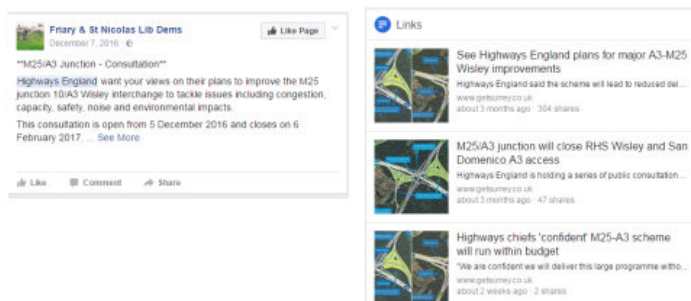 Friary & St Nicolas Lib Dems
December 7, 2016
Like Page
**M25/A3 Junction - Consultation**
Highways England want your views on their plans to improve the M25
junction 10/A3 Wisley interchange to tackle issues including congestion,
capacity, safety, noise and environmental impacts.
This consultation is open from 5 December 2016 and closes on 6
February 2017. ... See More
Like Comment Share
Links
See Highways England plans for major A3-M25
Wisley improvements
Highways England said the scheme will lead to reduced del...
www.getsurrey.co.uk
about 3 months ago · 304 shares
M25/A3 junction will close RHS Wisley and San
Domenico A3 access
Highways England is holding a series of public consultation...
www.getsurrey.co.uk
about 3 months ago · 47 shares
Highways chiefs 'confident' M25-A3 scheme
will run within budget
"We are confident we will deliver this large programme witho...
www.getsurrey.co.uk
about 2 weeks ago · 2 shares